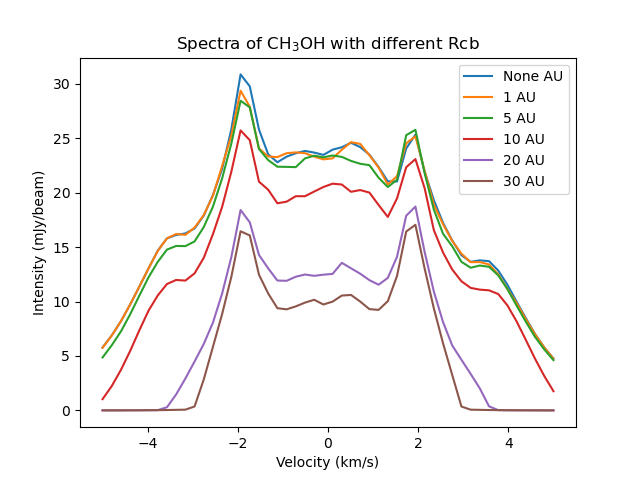 Spectra of CH₃OH with different Rcb
Intensity (mJy/beam)
30
25
20
15
10
5
0
None AU
1 AU
5 AU
10 AU
20 AU
30 AU
−4
−2
0
2
4
Velocity (km/s)